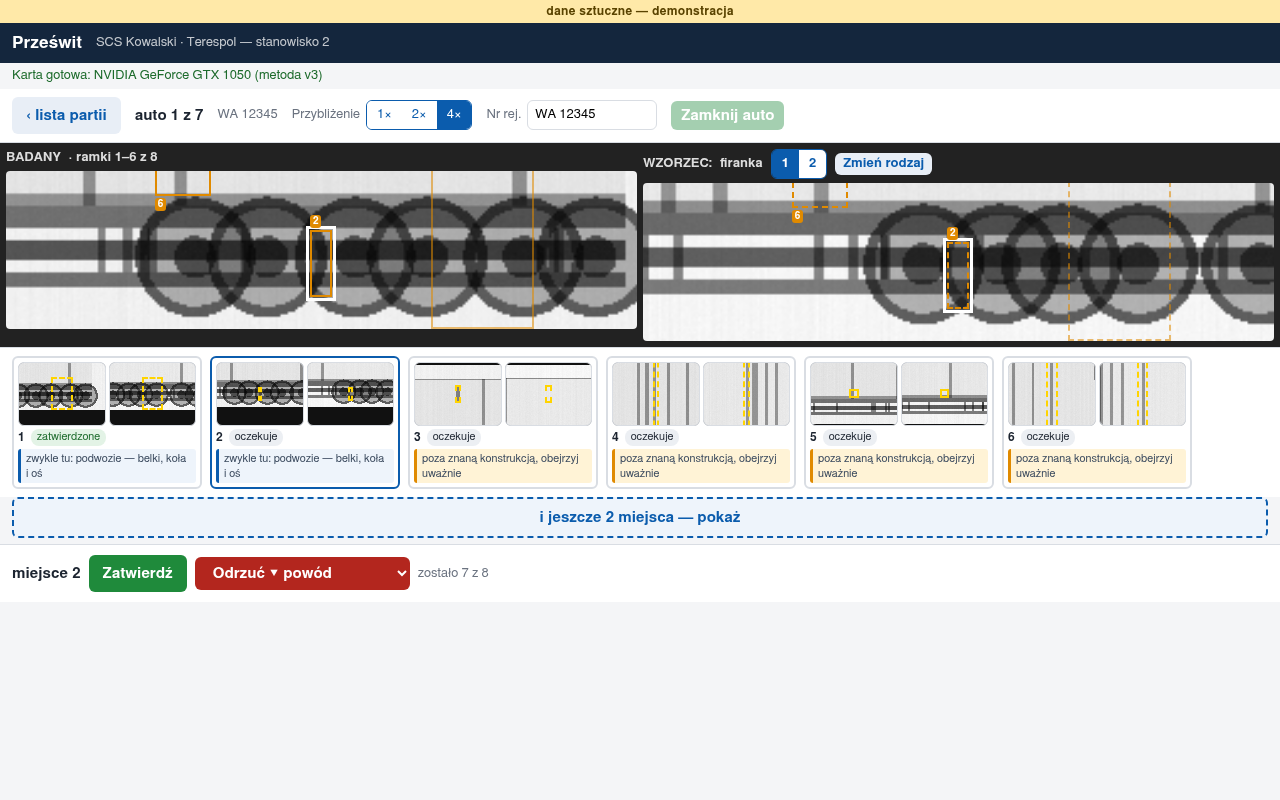 dane sztuczne — demonstracja
Prześwit SCS Kowalski · Terespol — stanowisko 2
Karta gotowa: NVIDIA GeForce GTX 1050 (metoda v3)
‹ lista partii auto 1 z 7 WA 12345 Przybliżenie 1× 2× 4× Nr rej. WA 12345 Zamknij auto
BADANY · ramki 1–6 z 8
WZORZEC: firanka 1 2 Zmień rodzaj
6
2
6
2
1 zatwierdzone
zwykle tu: podwozie — belki, koła
i oś
2 oczekuje
zwykle tu: podwozie — belki, koła
i oś
3 oczekuje
poza znaną konstrukcją, obejrzyj
uważnie
4 oczekuje
poza znaną konstrukcją, obejrzyj
uważnie
5 oczekuje
poza znaną konstrukcją, obejrzyj
uważnie
6 oczekuje
poza znaną konstrukcją, obejrzyj
uważnie
i jeszcze 2 miejsca — pokaż
miejsce 2 Zatwierdź Odrzuć ▾ powód zostało 7 z 8